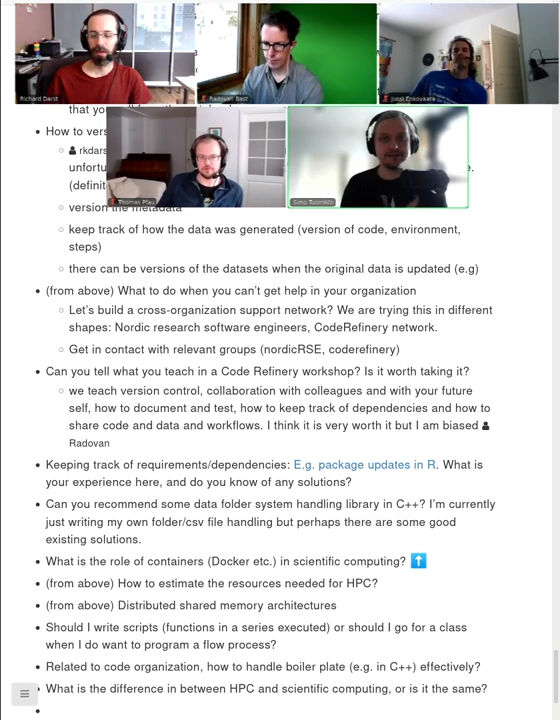 Richard Darst
Radovan Bast
Jussi Enkovaara
that you
How to vers
rkdars
unfortu
e.
(definit
Thomas Pfau
Simo Tuomisto
version the metadata
keep track of how the data was generated (version of code, environment,
steps)
there can be versions of the datasets when the original data is updated (e.g)
(from above) What to do when you can't get help in your organization
Let's build a cross-organization support network? We are trying this in different
shapes: Nordic research software engineers, CodeRefinery network.
Get in contact with relevant groups (nordicRSE, coderefinery)
Can you tell what you teach in a Code Refinery workshop? Is it worth taking it?
we teach version control, collaboration with colleagues and with your future
self, how to document and test, how to keep track of dependencies and how to
share code and data and workflows. I think it is very worth it but I am biased
Radovan
Keeping track of requirements/dependencies: E.g. package updates in R. What is
your experience here, and do you know of any solutions?
Can you recommend some data folder system handling library in C++? I'm currently
just writing my own folder/csv file handling but perhaps there are some good
existing solutions.
What is the role of containers (Docker etc.) in scientific computing? ⬆️
(from above) How to estimate the resources needed for HPC?
(from above) Distributed shared memory architectures
Should I write scripts (functions in a series executed) or should I go for a class
when I do want to program a flow process?
Related to code organization, how to handle boiler plate (e.g. in C++) effectively?
What is the difference in between HPC and scientific computing, or is it the same?